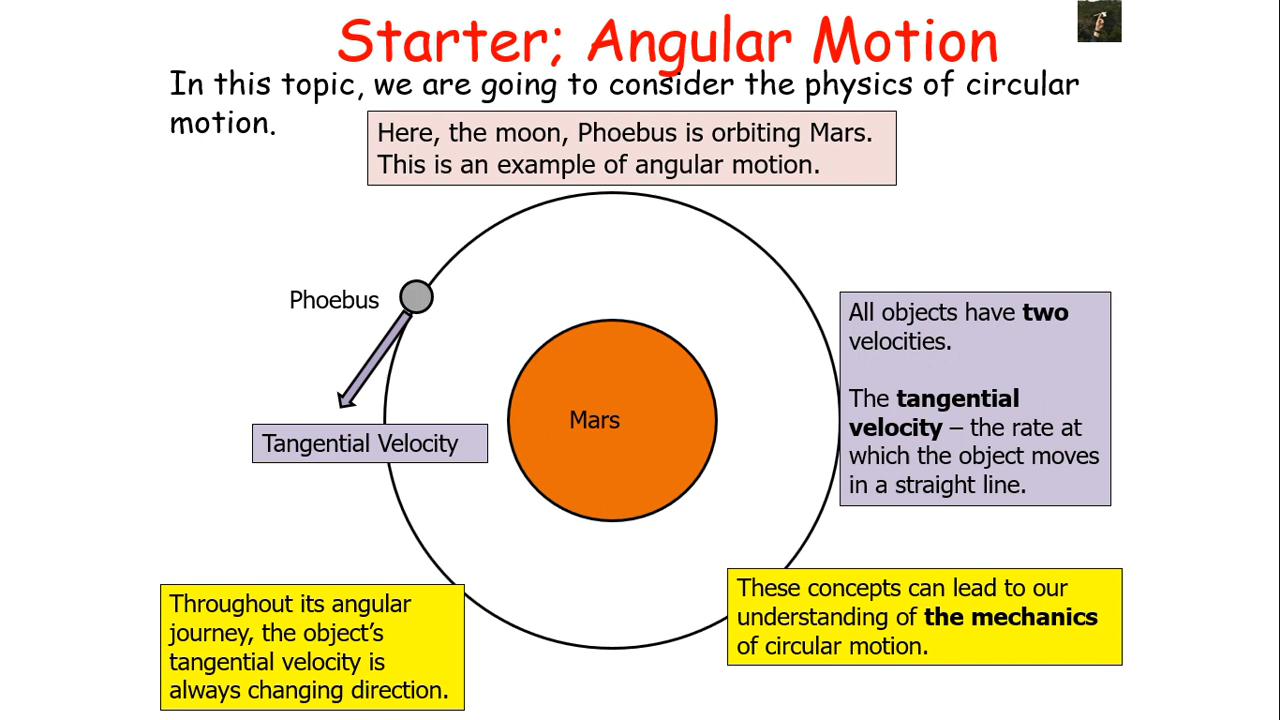 Starter; Angular Motion
In this topic, we are going to consider the physics of circular
motion.
Here, the moon, Phoebus is orbiting Mars.
This is an example of angular motion.
Phoebus
Tangential Velocity
Mars
All objects have two
velocities.
The tangential
velocity – the rate at
which the object moves
in a straight line.
Throughout its angular
journey, the object’s
tangential velocity is
always changing direction.
These concepts can lead to our
understanding of the mechanics
of circular motion.